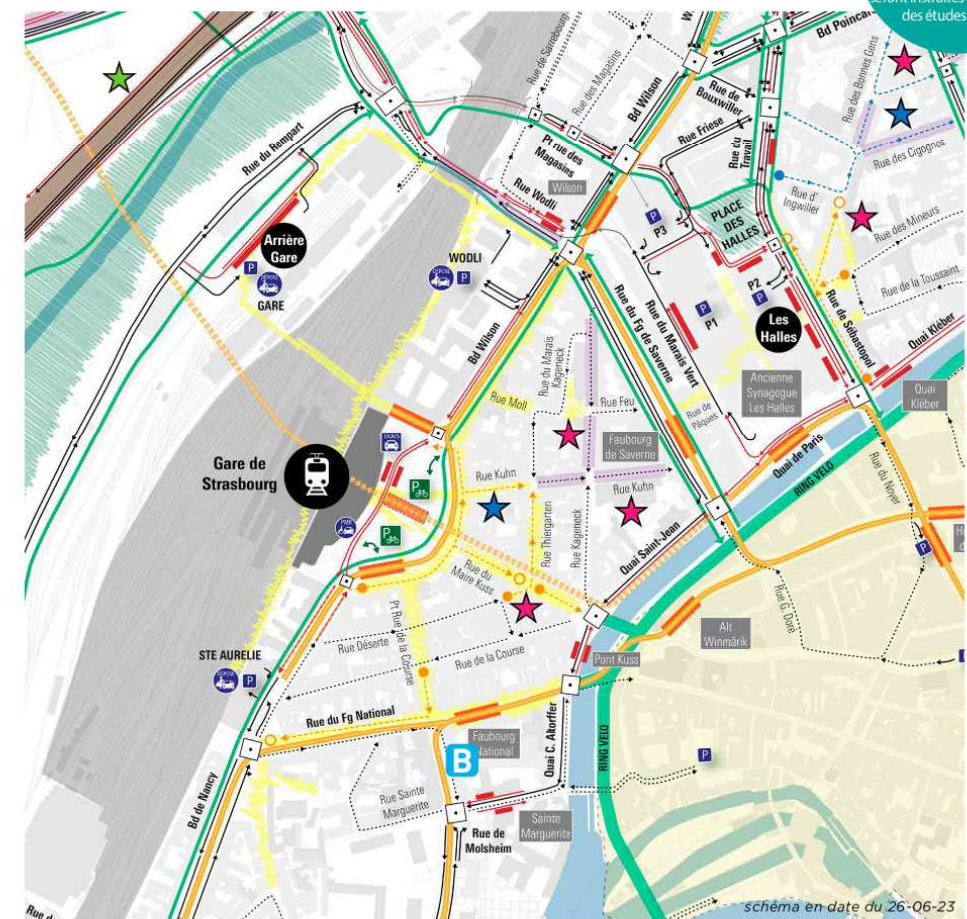 seront instruites
des études
Bd Poincar
Rue de Sarrebourg
Rue des Magasins
Bd Wilson
Rue de
Bouxwiller
Rue Friese
Rue du
Travail
Rue des Bonnes Gens
Rue des Cigognes
Rue du Rempart
Pt rue des
Magasins
Wilson
Rue Wodli
Rue d'
Ingwiller
PLACE
DES
HALLES
Rue des Mineurs
Rue de la Toussaint
Arrière
Gare
P
DÉPOSE
GARE
WODLI
DÉPOSE
P
P
P3
P2
P
P
P1
Les
Halles
Rue de Sébastopol
Quai Kléber
Quai
Kléber
Bd Wilson
Rue du Fg de Saverne
Rue du Marais Vert
Rue du Marais
Kageneck
Rue Moll
Rue Feu
Rue de
Pâques
Ancienne
Synagogue
Les Halles
Faubourg
de Saverne
Quai de Paris
RING VELO
Rue du Noyer
Gare de
Strasbourg
P
P
Rue Kuhn
Rue Kuhn
Rue Thiergarten
Rue Kageneck
Quai Saint-Jean
Rue du
Maire Kuss
P
Rue G. Doré
Alt
Winmärik
Pt Rue de la Course
Rue Déserte
Rue de la Course
Pont Kuss
STE AURELIE
DÉPOSE
P
Rue du Fg National
Faubourg
National
B
Quai C. Altorffer
RING VELO
P
Bd de Nancy
Rue Sainte
Marguerite
Sainte
Marguerite
Rue de
Molsheim
schéma en date du 26-06-23